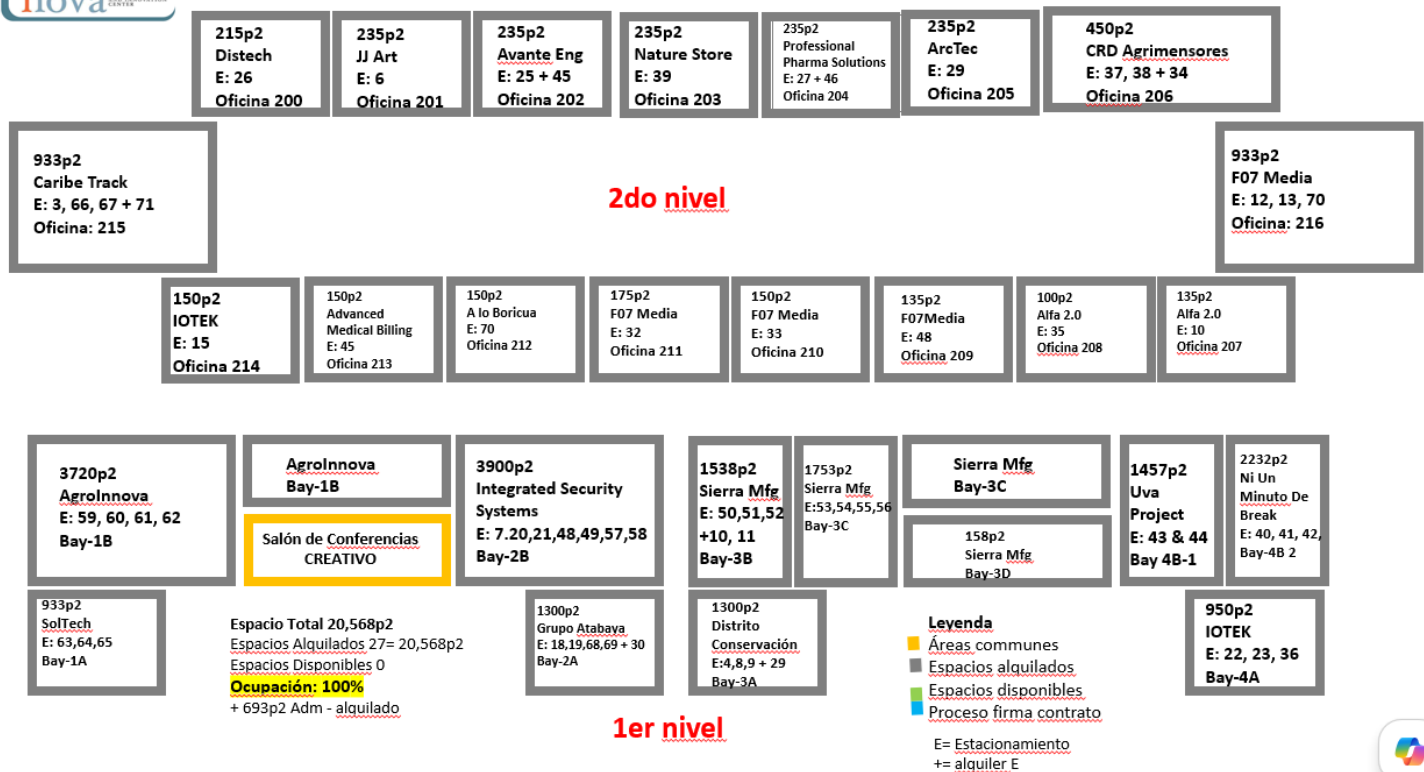 nova
CENTER
215p2
Distech
E: 26
Oficina 200
235p2
JJ Art
E: 6
Oficina 201
235p2
Avante Eng
E: 25 + 45
Oficina 202
235p2
Nature Store
E: 39
Oficina 203
235p2
Professional
Pharma Solutions
E: 27 + 46
Oficina 204
235p2
ArcTec
E: 29
Oficina 205
450p2
CRD Agrimensores
E: 37, 38 + 34
Oficina 206
933p2
Caribe Track
E: 3, 66, 67 + 71
Oficina: 215
2do nivel
933p2
F07 Media
E: 12, 13, 70
Oficina: 216
150p2
IOTEK
E: 15
Oficina 214
150p2
Advanced
Medical Billing
E: 45
Oficina 213
150p2
A lo Boricua
E: 70
Oficina 212
175p2
F07 Media
E: 32
Oficina 211
150p2
F07 Media
E: 33
Oficina 210
135p2
F07Media
E: 48
Oficina 209
100p2
Alfa 2.0
E: 35
Oficina 208
135p2
Alfa 2.0
E: 10
Oficina 207
3720p2
AgroInnova
E: 59, 60, 61, 62
Bay-1B
AgroInnova
Bay-1B
Salón de Conferencias
CREATIVO
3900p2
Integrated Security
Systems
E: 7.20,21,48,49,57,58
Bay-2B
1538p2
Sierra Mfg
E: 50,51,52
+10, 11
Bay-3B
1753p2
Sierra Mfg
E:53,54,55,56
Bay-3C
Sierra Mfg
Bay-3C
158p2
Sierra Mfg
Bay-3D
1457p2
Uva
Project
E: 43 & 44
Bay 4B-1
2232p2
Ni Un
Minuto De
Break
E: 40, 41, 42,
Bay-4B 2
933p2
SolTech
E: 63,64,65
Bay-1A
Espacio Total 20,568p2
Espacios Alquilados 27= 20,568p2
Espacios Disponibles 0
Ocupación: 100%
+ 693p2 Adm - alquilado
1300p2
Grupo Atabaya
E: 18,19,68,69 + 30
Bay-2A
1300p2
Distrito
Conservación
E:4,8,9 + 29
Bay-3A
Leyenda
Áreas communes
Espacios alquilados
Espacios disponibles
Proceso firma contrato
E= Estacionamiento
+= alquiler E
950p2
IOTEK
E: 22, 23, 36
Bay-4A
1er nivel